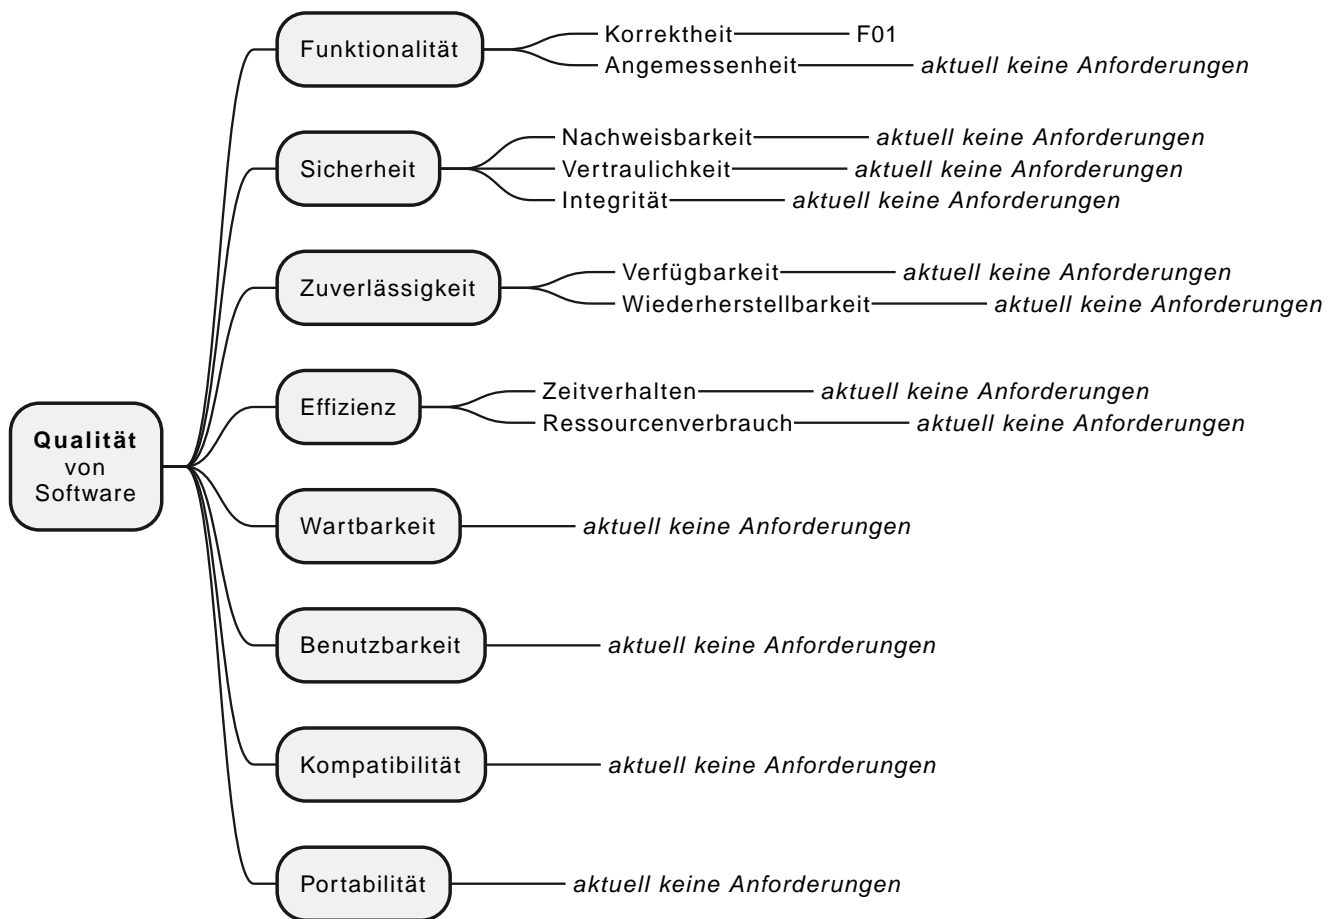 Funktionalität
Korrektheit F01
Angemessenheit aktuell keine Anforderungen
Sicherheit
Nachweisbarkeit aktuell keine Anforderungen
Vertraulichkeit aktuell keine Anforderungen
Integrität aktuell keine Anforderungen
Zuverlässigkeit
Verfügbarkeit aktuell keine Anforderungen
Wiederherstellbarkeit aktuell keine Anforderungen
Effizienz
Zeitverhalten aktuell keine Anforderungen
Ressourcenverbrauch aktuell keine Anforderungen
Qualität
von
Software
Wartbarkeit aktuell keine Anforderungen
Benutzbarkeit aktuell keine Anforderungen
Kompatibilität aktuell keine Anforderungen
Portabilität aktuell keine Anforderungen